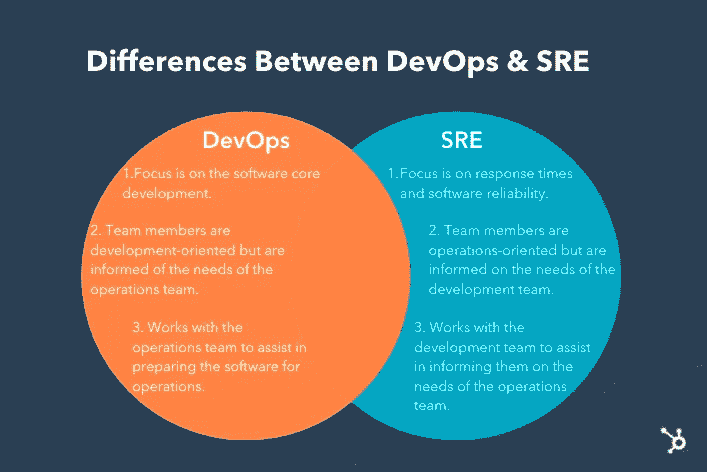 Differences Between DevOps & SRE
DevOps
1.Focus is on the software core
development.
2. Team members are
development-oriented but are
informed of the needs of the
operations team.
3. Works with the
operations team to assist in
preparing the software for
operations.
SRE
1.Focus is on response times
and software reliability.
2. Team members are
operations-oriented but are
informed on the needs of the
development team.
3. Works with the
development team to assist
in informing them on the
needs of the operations
team.